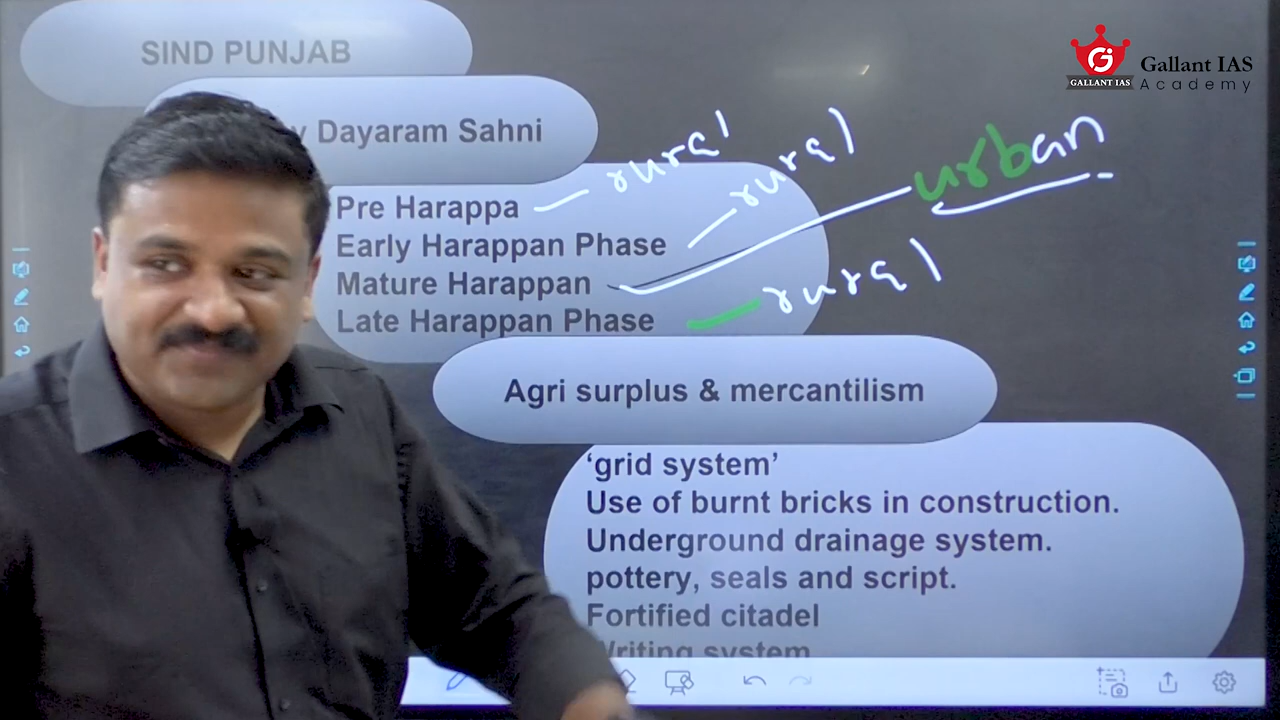 SIND PUNJAB
Gallant IAS
Academy
GALLANT IAS
Dayaram Sahni
Pre Harappa rural
Early Harappan Phase rural
Mature Harappan urban
Late Harappan Phase rural
Agri surplus & mercantilism
‘grid system’
Use of burnt bricks in construction.
Underground drainage system.
pottery, seals and script.
Fortified citadel
Writing system